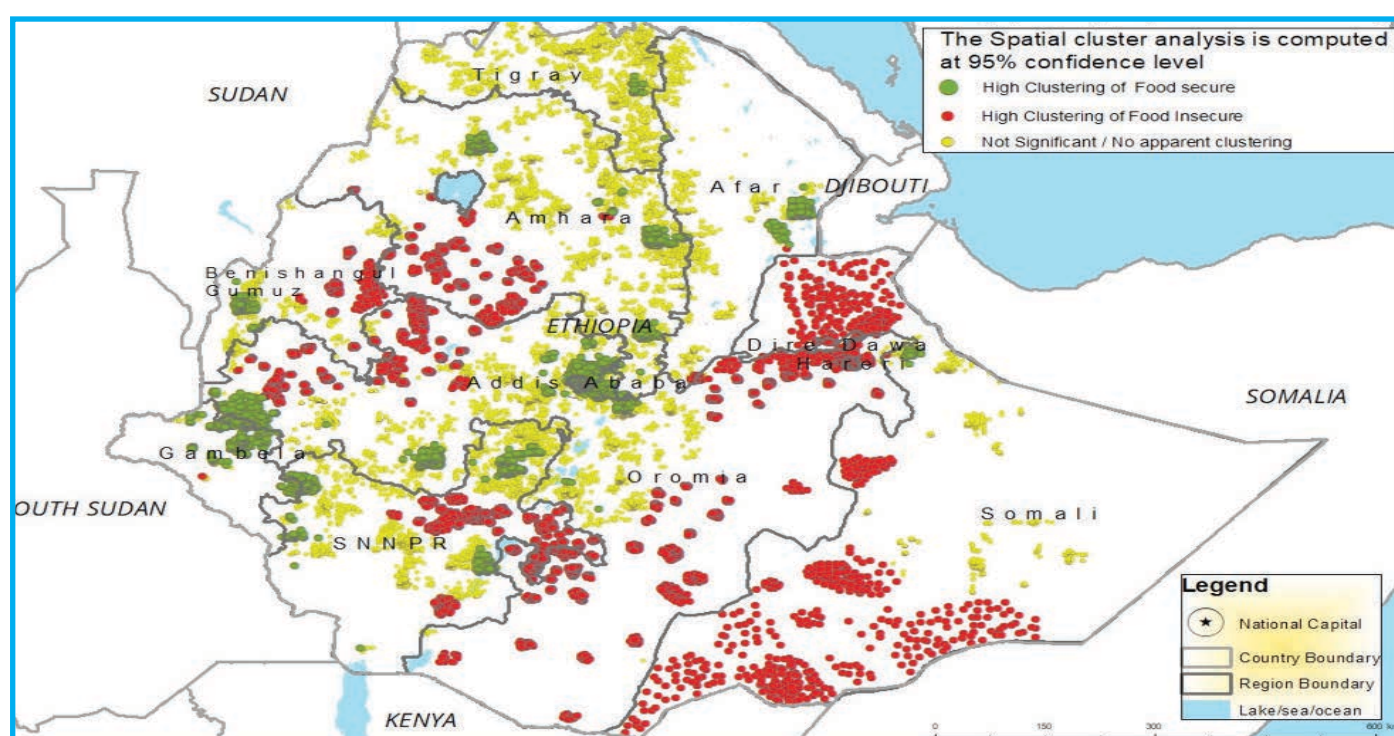 The Spatial cluster analysis is computed
at 95% confidence level
High Clustering of Food secure
High Clustering of Food Insecure
Not Significant / No apparent clustering
Tigray
SUDAN
Afar
DJIBOUTI
Amhara
Benishangul
Gumuz
ETHIOPIA
Dire Dawa
Hareri
Addis Ababa
SOMALIA
Gambela
Oromia
OUTH SUDAN
Somali
SNNPR
Legend
National Capital
Country Boundary
Region Boundary
Lake/sea/ocean
KENYA
0 150 300 600